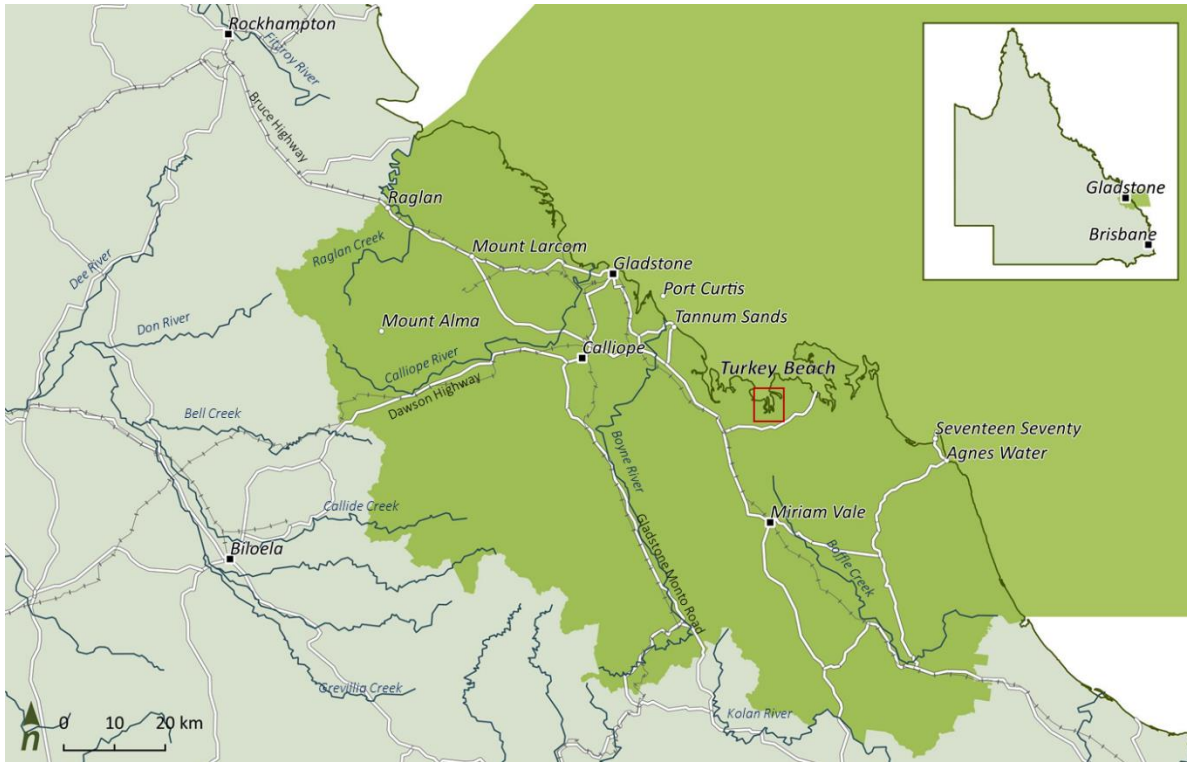 Rockhampton
Fitzroy River
Bruce Highway
Gladstone
Brisbane
Raglan
Raglan Creek
Mount Larcom
Gladstone
Dee River
Port Curtis
Don River
Mount Alma
Tannum Sands
Calliope River
Calliope
Dawson Highway
Turkey Beach
Bell Creek
Boyne River
Seventeen Seventy
Agnes Water
Callide Creek
Miriam Vale
Biloela
Gladstone Monto Road
Baffle Creek
Grevillia Creek
Kolan River
n
0 10 20 km